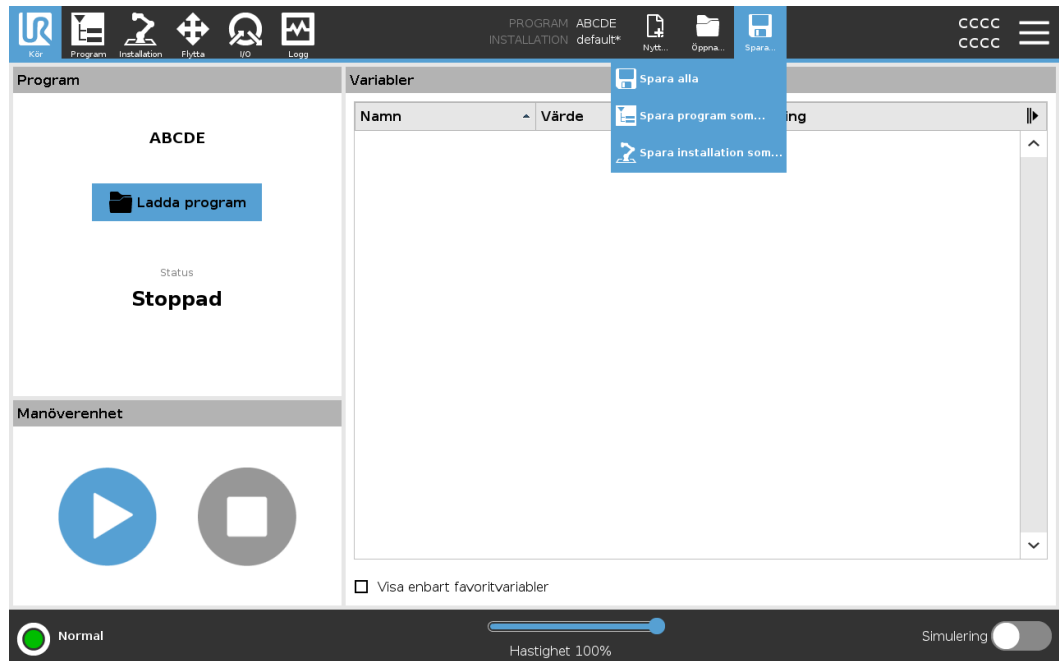 PROGRAM ABCDE
INSTALLATION default*
CCCC
CCCC
Kör
Program
Installation
Flytta
I/O
Logg
Nytt...
Öppna...
Spara...
Spara alla
Spara program som...
Spara installation som...
Program
ABCDE
Ladda program
Status
Stoppad
Manöverenhet
Variabler
Namn
Värde
ing
Visa enbart favoritvariabler
Normal
Hastighet 100%
Simulering